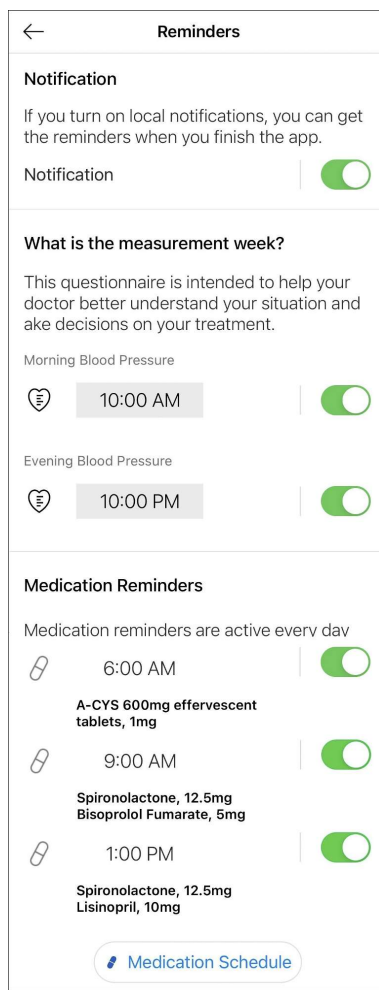 Reminders
Notification
If you turn on local notifications, you can get
the reminders when you finish the app.
Notification
What is the measurement week?
This questionnaire is intended to help your
doctor better understand your situation and
ake decisions on your treatment.
Morning Blood Pressure
10:00 AM
Evening Blood Pressure
10:00 PM
Medication Reminders
Medication reminders are active every day
6:00 AM
A-CYS 600mg effervescent
tablets, 1mg
9:00 AM
Spironolactone, 12.5mg
Bisoprolol Fumarate, 5mg
1:00 PM
Spironolactone, 12.5mg
Lisinopril, 10mg
Medication Schedule